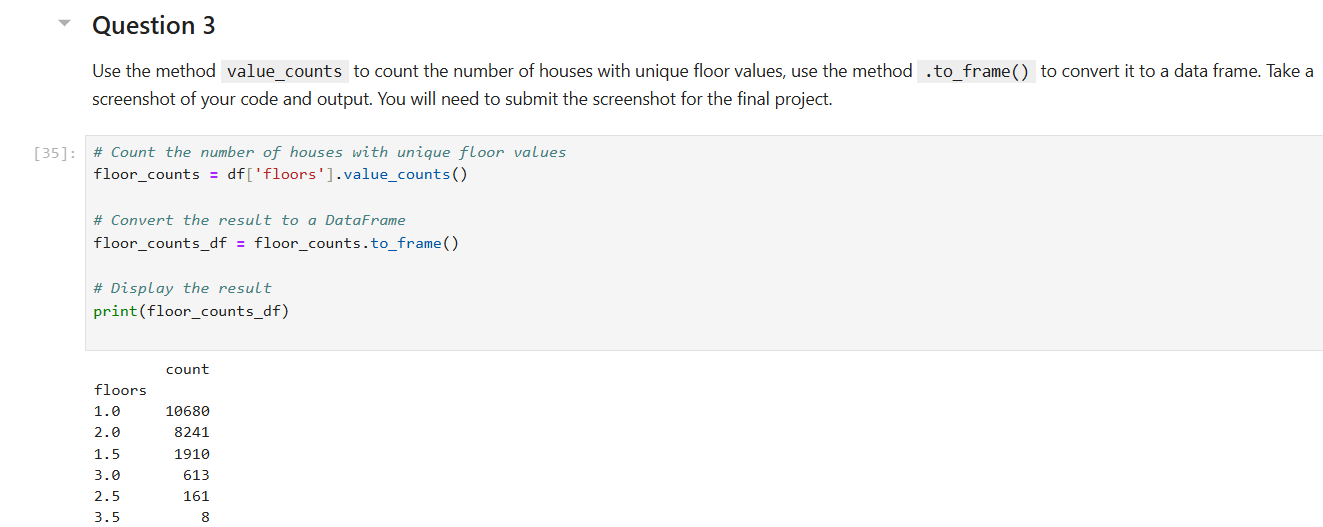 Question 3
Use the method value_counts to count the number of houses with unique floor values, use the method .to_frame() to convert it to a data frame. Take a
screenshot of your code and output. You will need to submit the screenshot for the final project.
[35]:
# Count the number of houses with unique floor values
floor_counts = df['floors'].value_counts()
# Convert the result to a DataFrame
floor_counts_df = floor_counts.to_frame()
# Display the result
print(floor_counts_df)
count
floors
1.0 10680
2.0 8241
1.5 1910
3.0 613
2.5 161
3.5 8